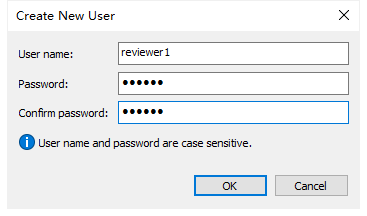 Create New User
User name: reviewer1
Password: ●●●●●●
Confirm password: ●●●●●●
User name and password are case sensitive.
OK Cancel